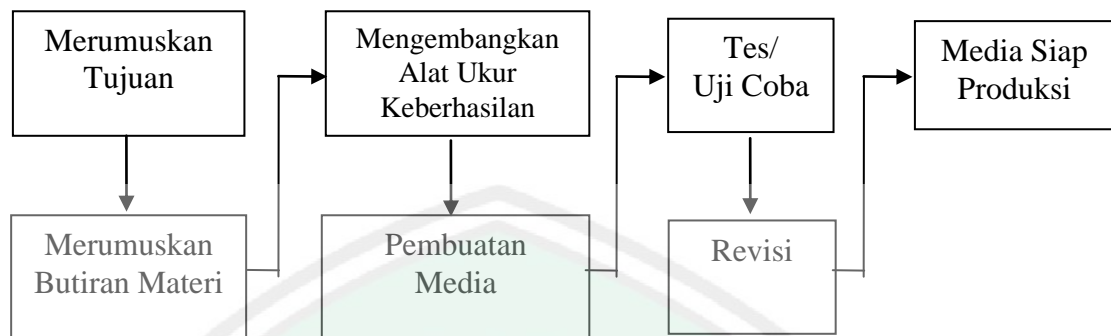 Merumuskan
Tujuan
Merumuskan
Butiran Materi
Mengembangkan
Alat Ukur
Keberhasilan
Pembuatan
Media
Tes/
Uji Coba
Revisi
Media Siap
Produksi